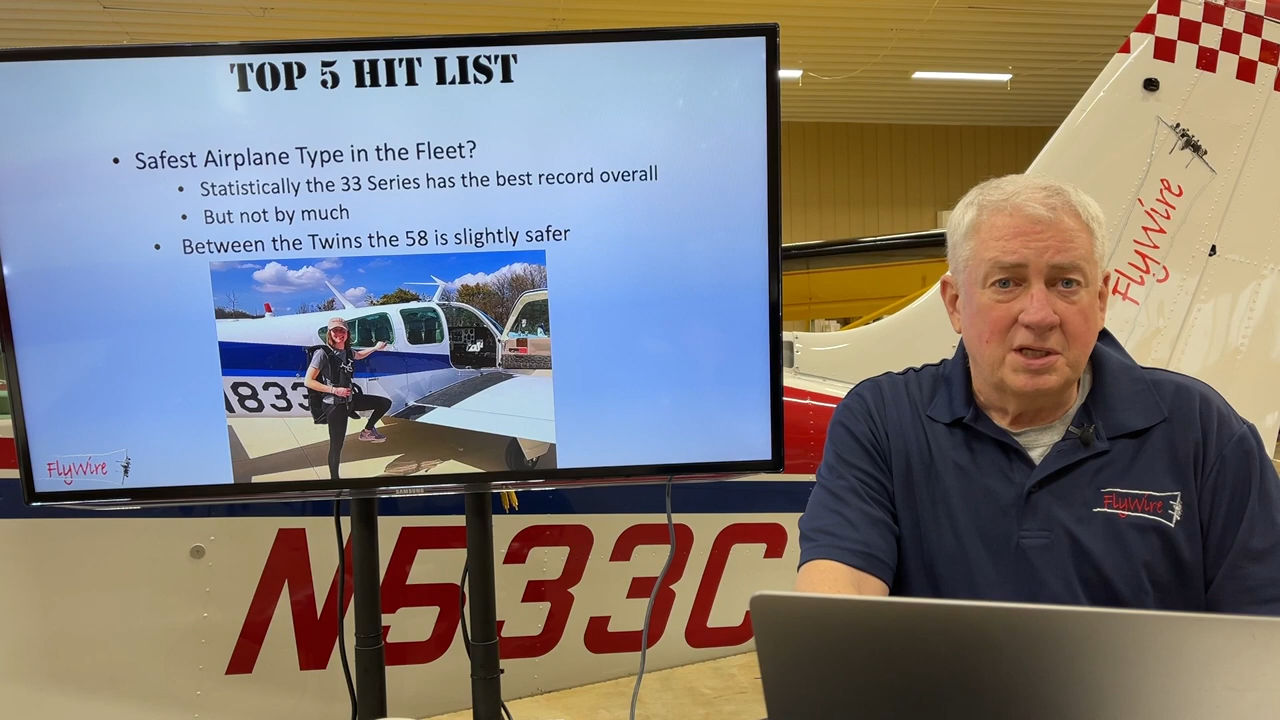 TOP 5 HIT LIST
• Safest Airplane Type in the Fleet?
• Statistically the 33 Series has the best record overall
• But not by much
• Between the Twins the 58 is slightly safer
833
FlyWire
SAMSUNG
N533C
FlyWire
FlyWire